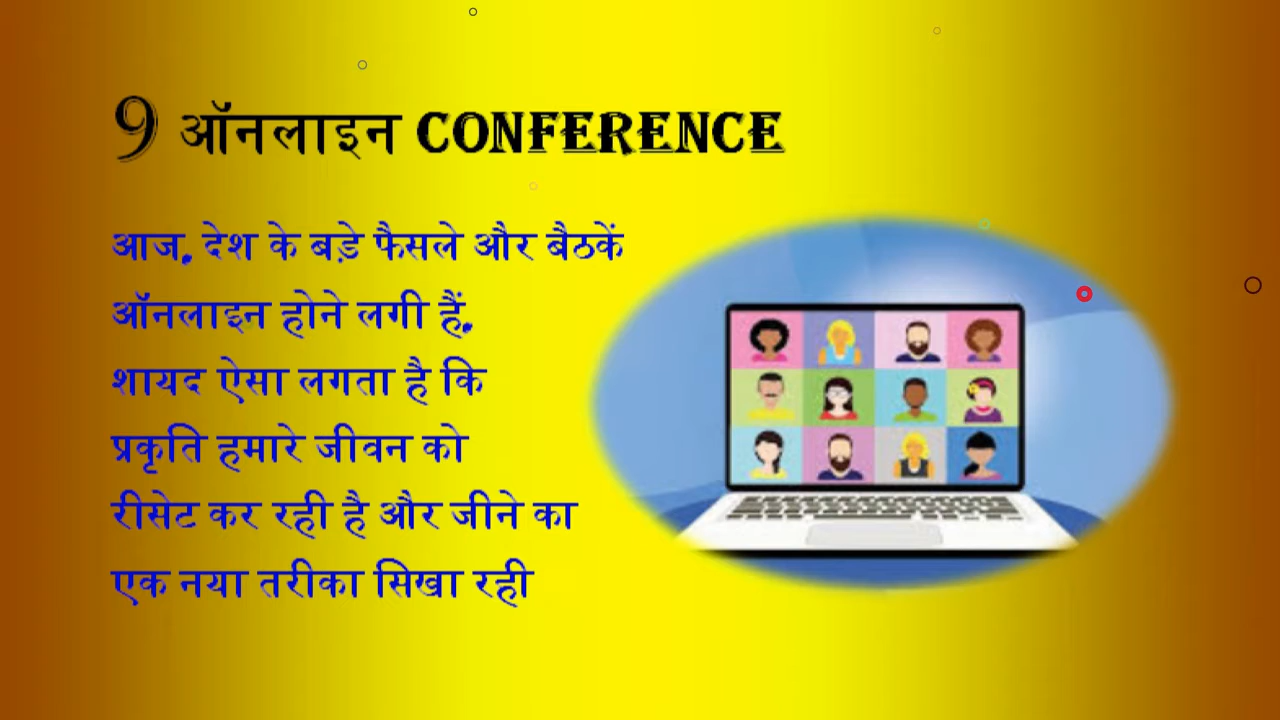 9 ऑनलाइन CONFERENCE
आज, देश के बड़े फैसले और बैठकें
ऑनलाइन होने लगी हैं,
शायद ऐसा लगता है कि
प्रकृति हमारे जीवन को
रीसेट कर रही है और जीने का
एक नया तरीका सिखा रही